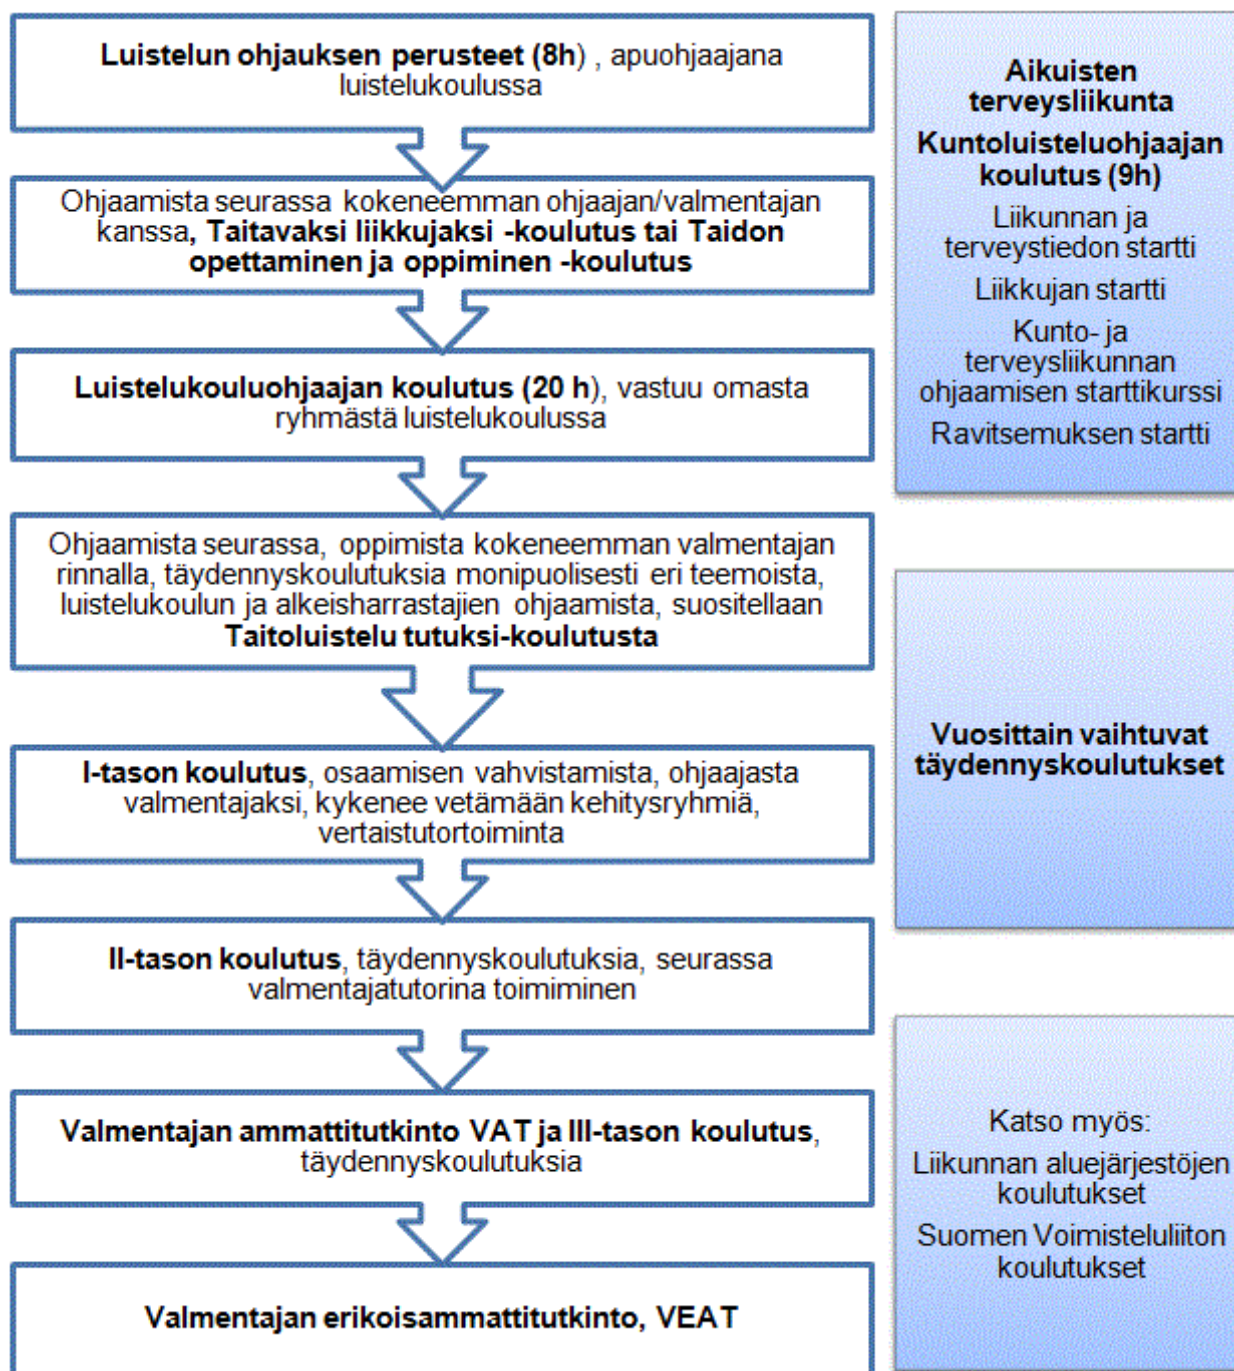 Luistelun ohjauksen perusteet (8h) , apuohjaajana
luistelukoulussa
Ohjaamista seurassa kokeneemman ohjaajan/valmentajan
kanssa, Taitavaksi liikkujaksi -koulutus tai Taidon
opettaminen ja oppiminen -koulutus
Luistelukouluohjaajan koulutus (20 h), vastuu omasta
ryhmästä luistelukoulussa
Ohjaamista seurassa, oppimista kokeneemman valmentajan
rinnalla, täydennyskoulutuksia monipuolisesti eri teemoista,
luistelukoulun ja alkeisharrastajien ohjaamista, suositellaan
Taitoluistelu tutuksi-koulutusta
I-tason koulutus, osaamisen vahvistamista, ohjaajasta
valmentajaksi, kykenee vetämään kehitysryhmiä,
vertaistutortoiminta
II-tason koulutus, täydennyskoulutuksia, seurassa
valmentajatutorina toimiminen
Valmentajan ammattitutkinto VAT ja III-tason koulutus,
täydennyskoulutuksia
Valmentajan erikoisammattitutkinto, VEAT
Aikuisten
terveysliikunta
Kuntoluisteluohjaajan
koulutus (9h)
Liikunnan ja
terveystiedon startti
Liikkujan startti
Kunto- ja
terveysliikunnan
ohjaamisen starttikurssi
Ravitsemuksen startti
Vuosittain vaihtuvat
täydennyskoulutukset
Katso myös:
Liikunnan aluejärjestöjen
koulutukset
Suomen Voimisteluliiton
koulutukset